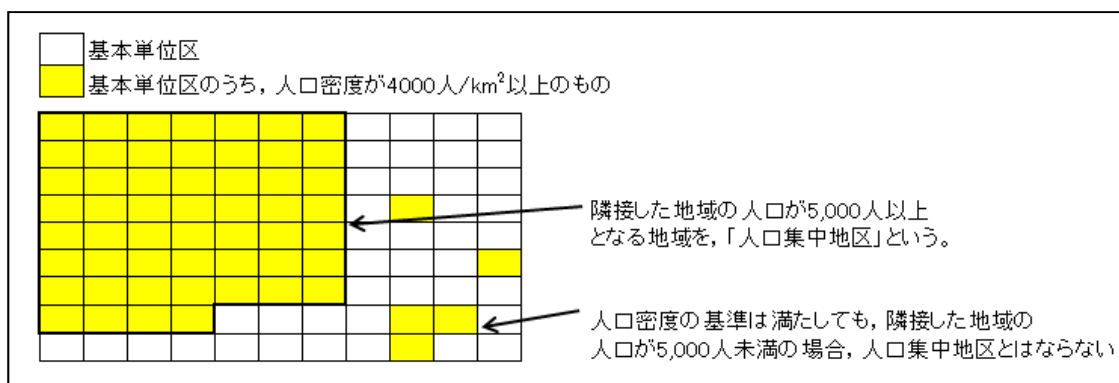 基本単位区
基本単位区のうち，人口密度が4000人/km²以上のもの
隣接した地域の人口が5,000人以上
となる地域を，「人口集中地区」という。
人口密度の基準は満たしても，隣接した地域の
人口が5,000人未満の場合，人口集中地区とはならない